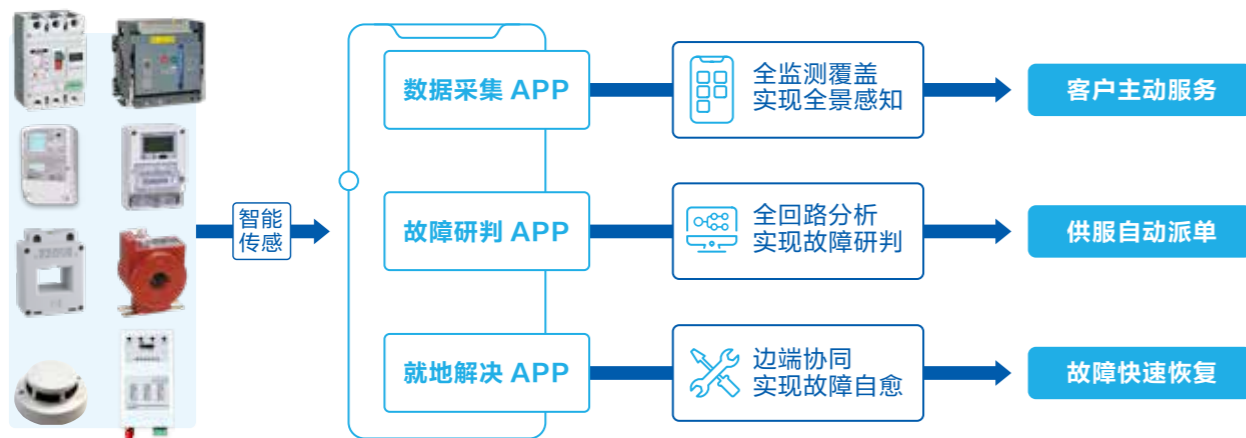 智能
传感
数据采集 APP
全监测覆盖
实现全景感知
客户主动服务
故障研判 APP
全回路分析
实现故障研判
供服自动派单
就地解决 APP
边端协同
实现故障自愈
故障快速恢复